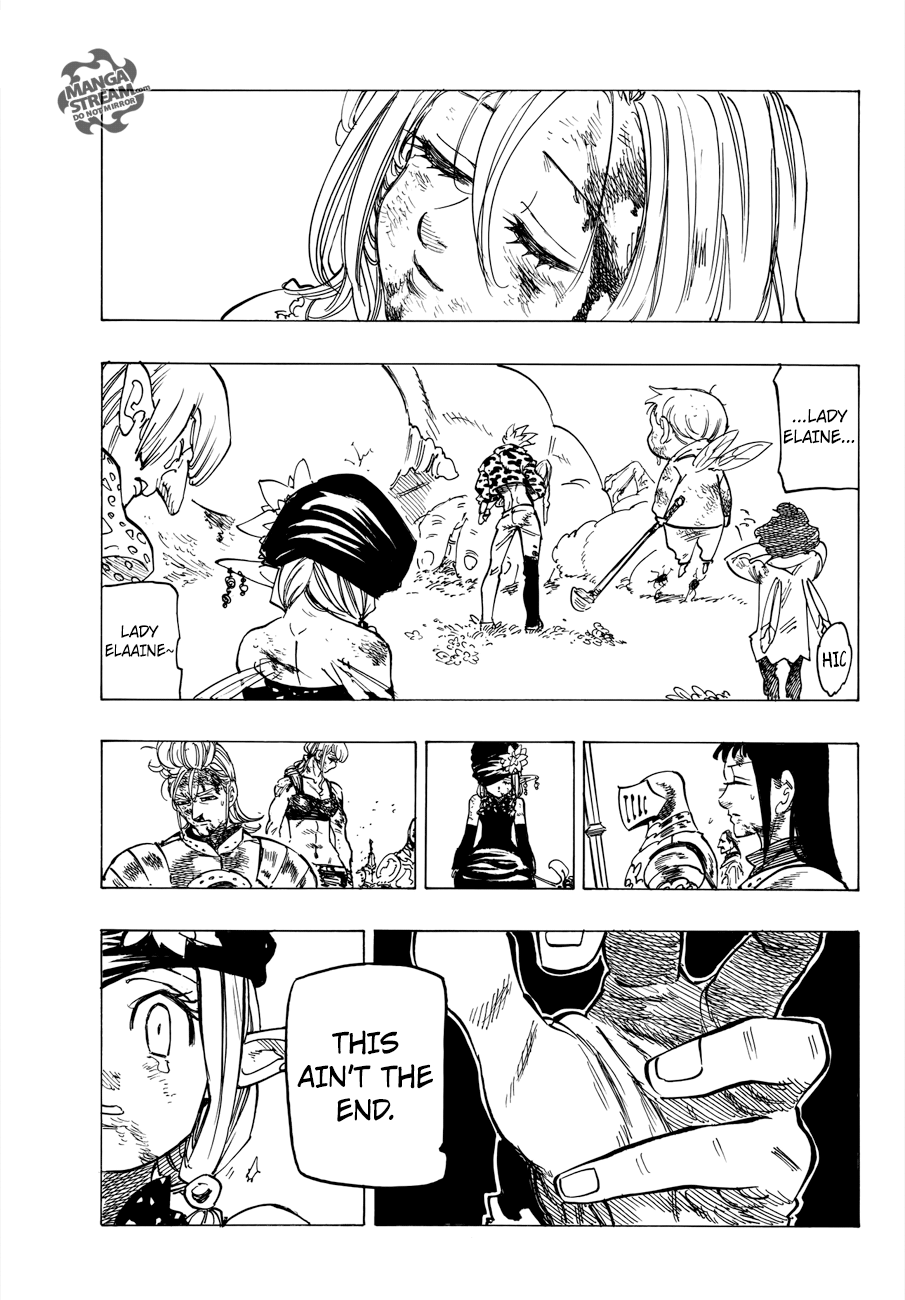 MANGA
STREAM.com
DO NOT MIRROR
...LADY
ELAINE...
LADY
ELAAINE~
HIC
THIS
AIN'T THE
END.